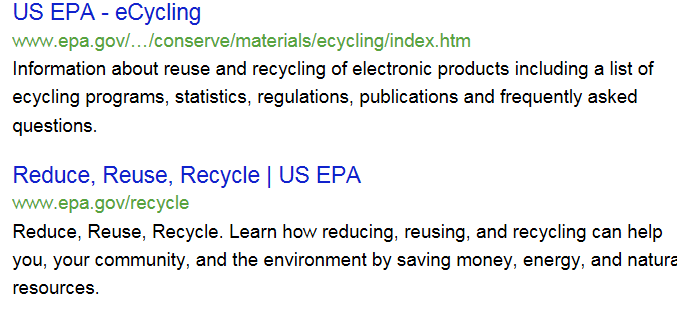 US EPA - eCycling
www.epa.gov/…/conserve/materials/ecycling/index.htm
Information about reuse and recycling of electronic products including a list of
ecycling programs, statistics, regulations, publications and frequently asked
questions.
Reduce, Reuse, Recycle | US EPA
www.epa.gov/recycle
Reduce, Reuse, Recycle. Learn how reducing, reusing, and recycling can help
you, your community, and the environment by saving money, energy, and natura
resources.